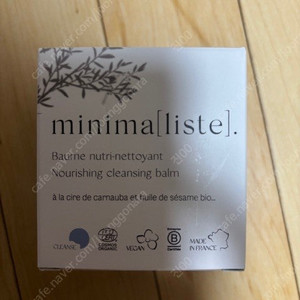 minima[liste].
Baume nutri-nettoyant
Nourishing cleansing balm
à la cire de carnauba et huile de sésame bio...
CLEANSE
VEGAN
MADE
IN FRANCE